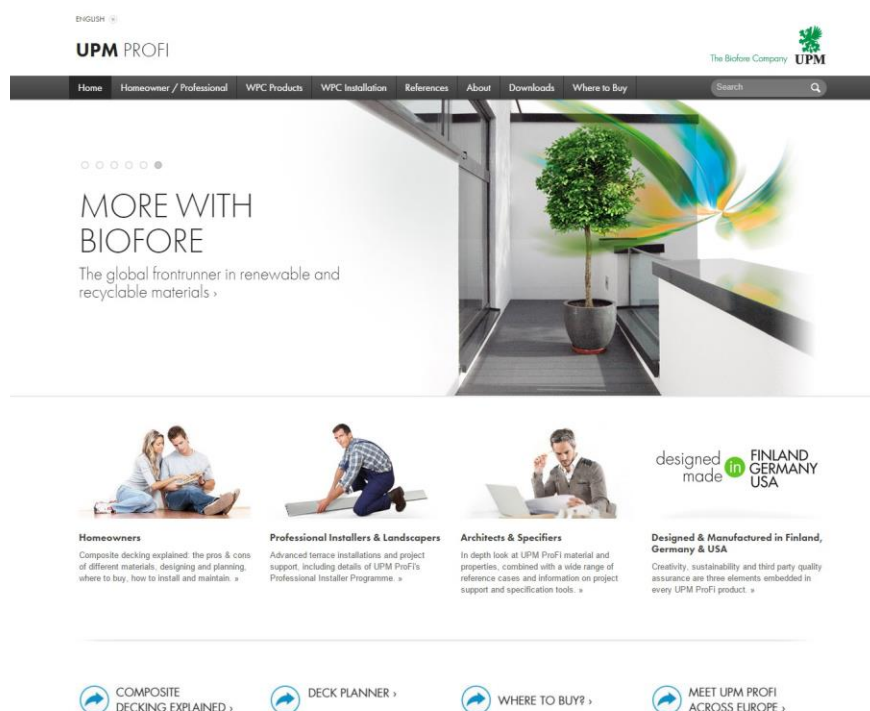 ENGLISH
UPM PROFI
The Biofore Company UPM
Home Homeowner / Professional WPC Products WPC Installation References About Downloads Where to Buy Search
MORE WITH
BIOFORE
The global frontrunner in renewable and
recyclable materials ›
designed made in FINLAND GERMANY USA
Homeowners
Composite decking explained: the pros & cons
of different materials, designing and planning,
where to buy, how to install and maintain. »
Professional Installers & Landscapers
Advanced terrace installations and project
support, including details of UPM ProFi's
Professional Installer Programme. »
Architects & Specifiers
In depth look at UPM ProFi material and
properties, combined with a wide range of
reference cases and information on project
support and specification tools. »
Designed & Manufactured in Finland,
Germany & USA
Creativity, sustainability and third party quality
assurance are three elements embedded in
every UPM ProFi product. »
COMPOSITE
DECKING EXPLAINED ›
DECK PLANNER ›
WHERE TO BUY? ›
MEET UPM PROFI
ACROSS EUROPE ›